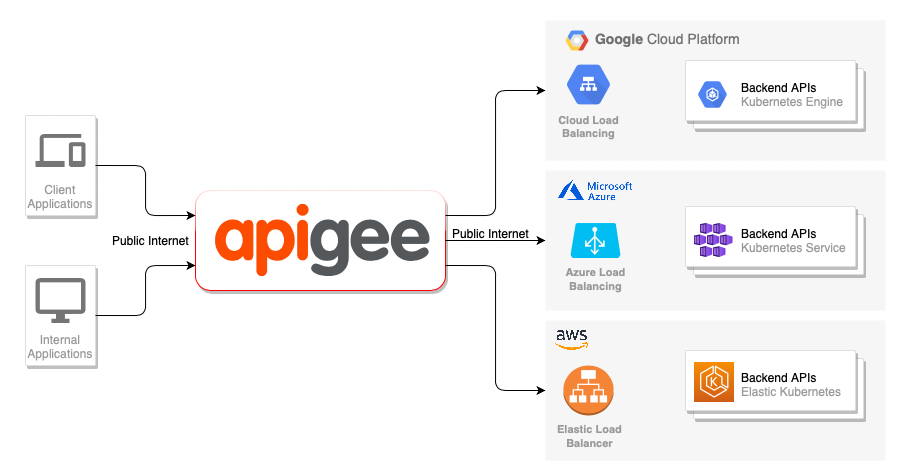 Client
Applications
Public Internet
Internal
Applications
apigee
Public Internet
Google Cloud Platform
Cloud Load
Balancing
Backend APIs
Kubernetes Engine
Microsoft
Azure
Azure Load
Balancing
Backend APIs
Kubernetes Service
aws
Elastic Load
Balancer
K
Backend APIs
Elastic Kubernetes